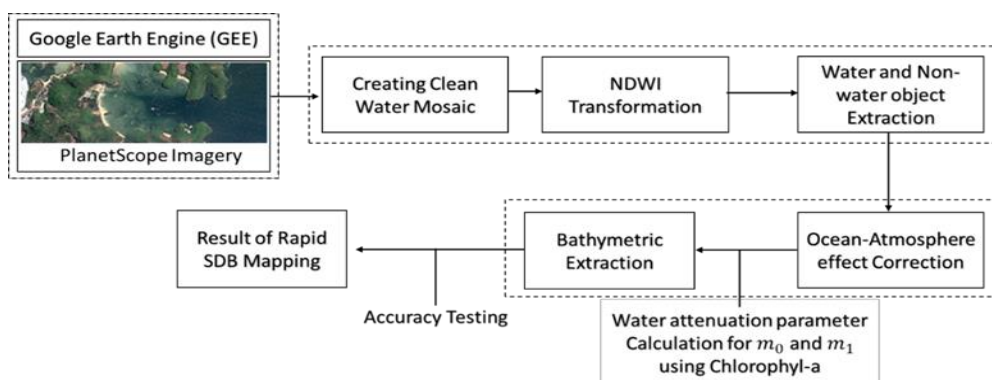 Google Earth Engine (GEE)
PlanetScope Imagery
Creating Clean
Water Mosaic
NDWI
Transformation
Water and Non-
water object
Extraction
Ocean-Atmosphere
effect Correction
Water attenuation parameter
Calculation for m₀ and m₁
using Chlorophyl-a
Bathymetric
Extraction
Accuracy Testing
Result of Rapid
SDB Mapping